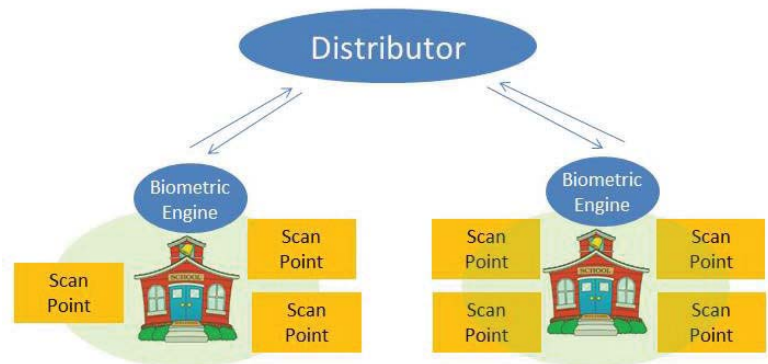 Distributor
Biometric
Engine
Biometric
Engine
Scan
Point
SCHOOL
Scan
Point
Scan
Point
Scan
Point
SCHOOL
Scan
Point
Scan
Point
Scan
Point